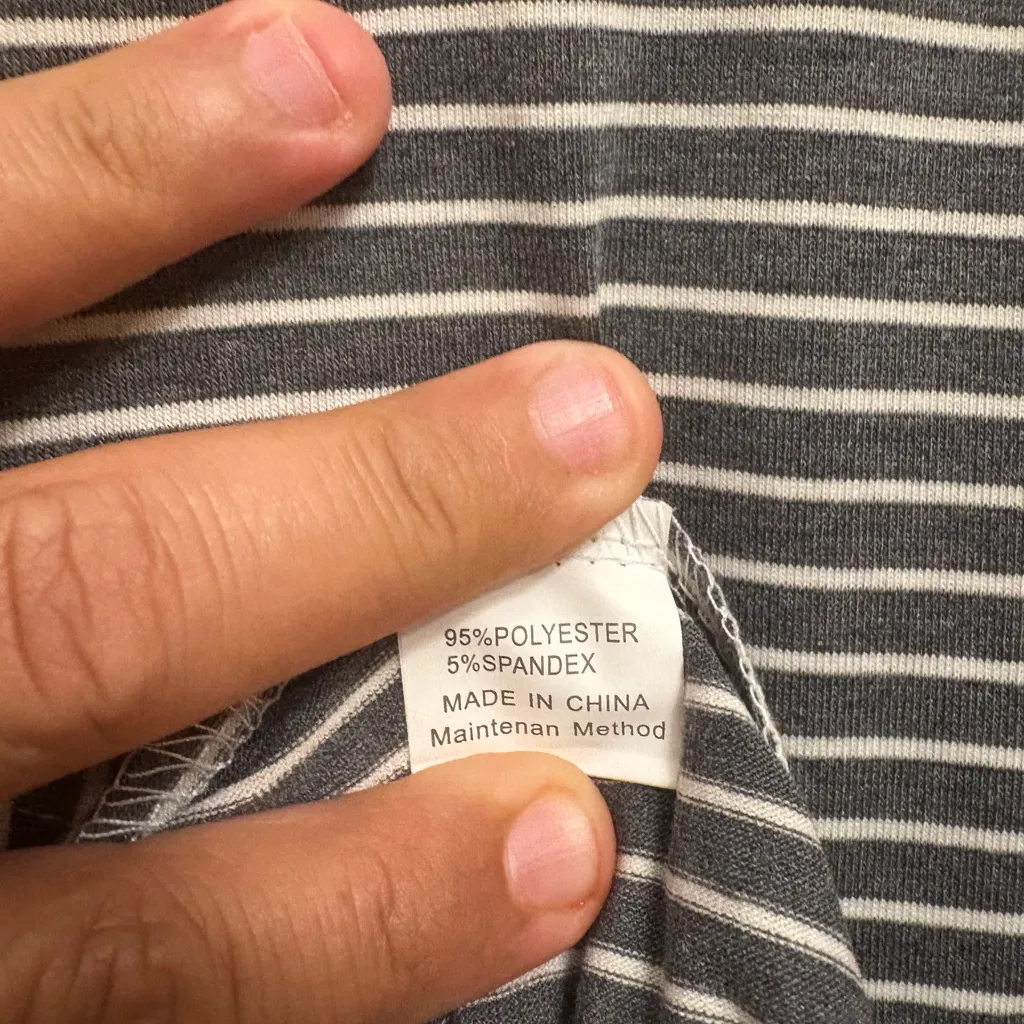 95%POLYESTER
5%SPANDEX
MADE IN CHINA
Maintenan Method